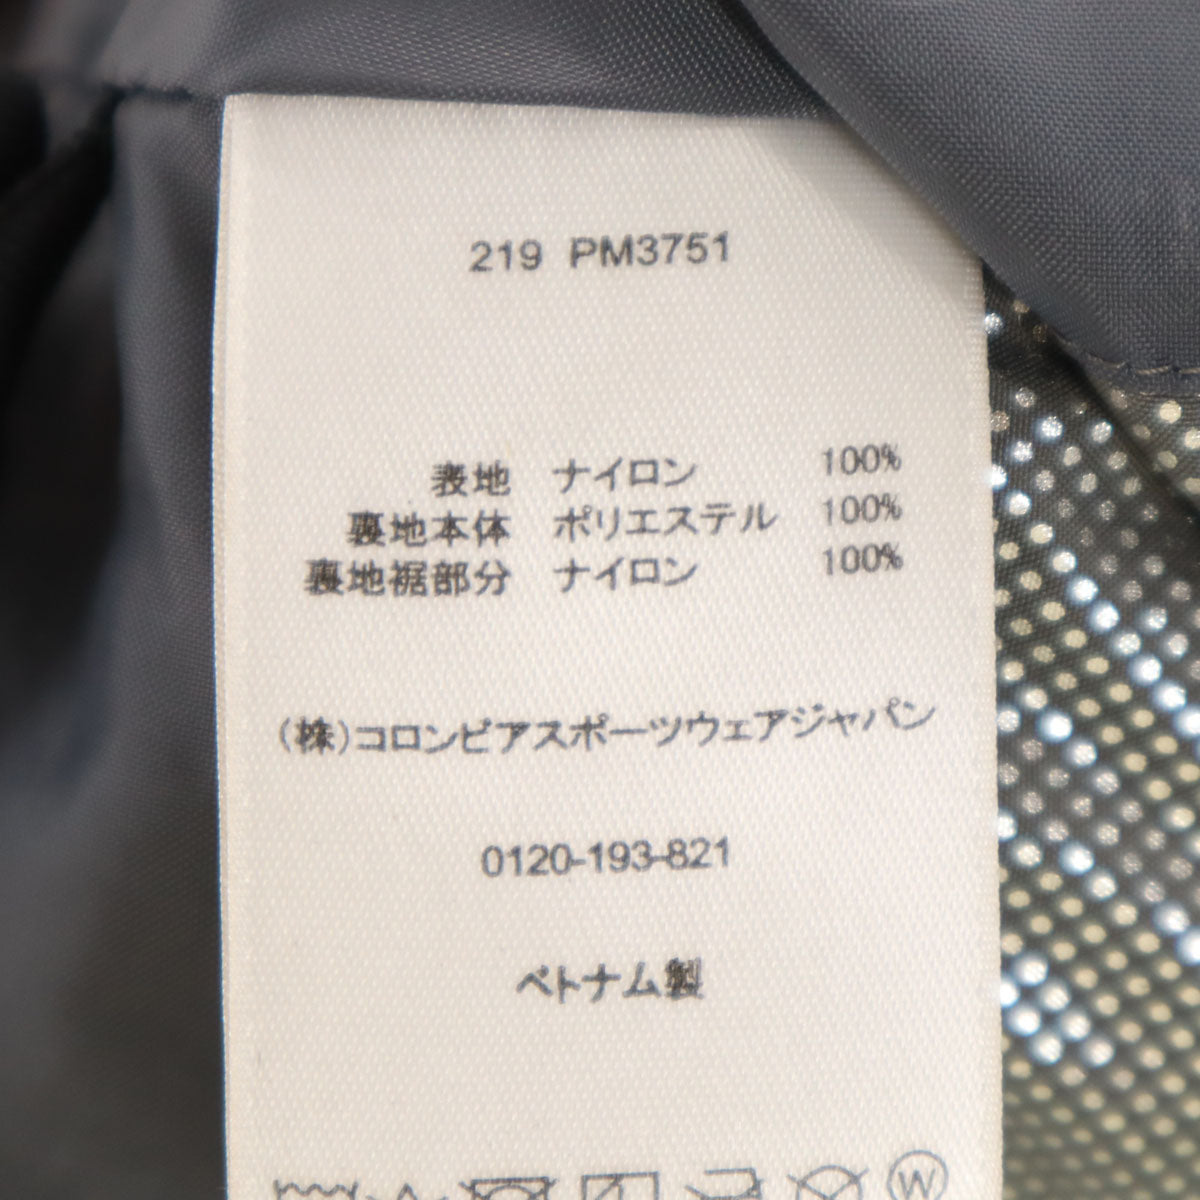 219 PM3751
表地 ナイロン 100%
裏地本体 ポリエステル 100%
裏地裾部分 ナイロン 100%
(株)コロンビアスポーツウェアジャパン
0120-193-821
ベトナム製
W